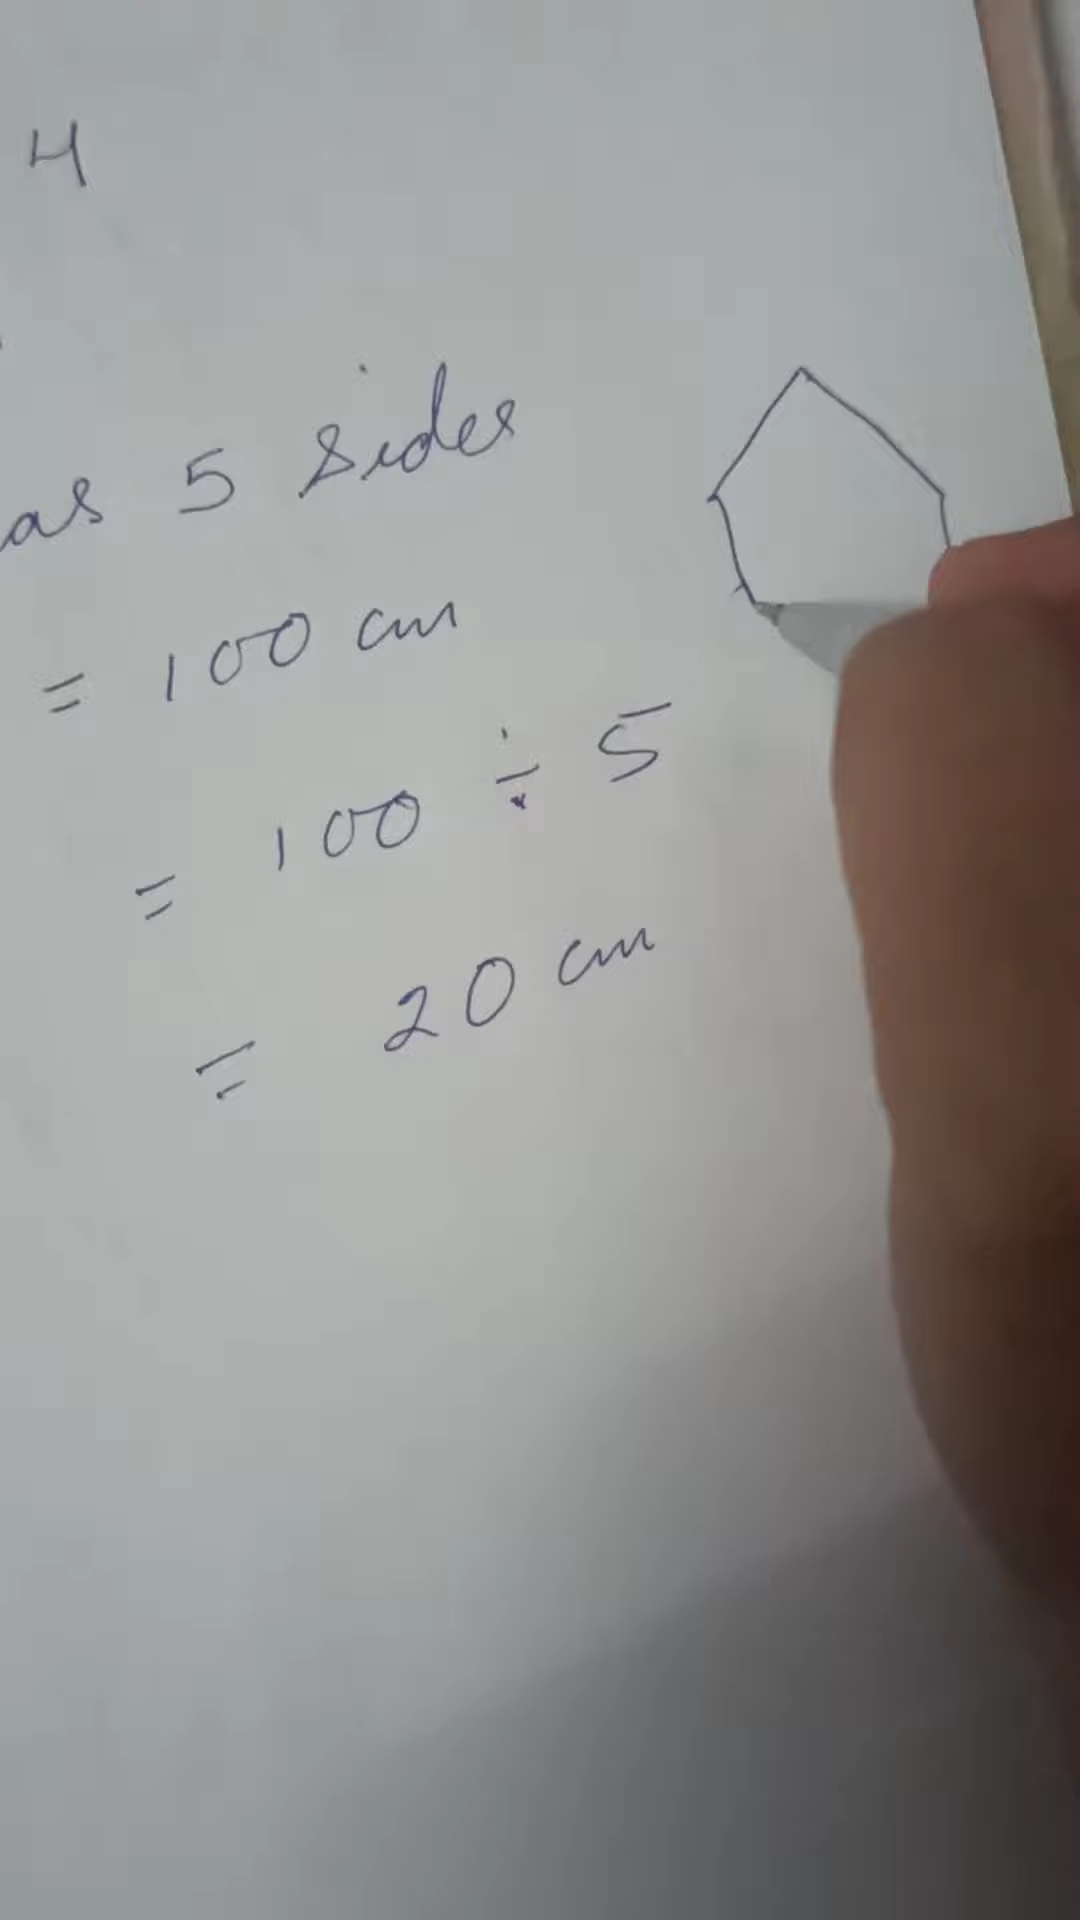 4
as 5 sides
= 100 cm
= 100 ÷ 5
= 20 cm